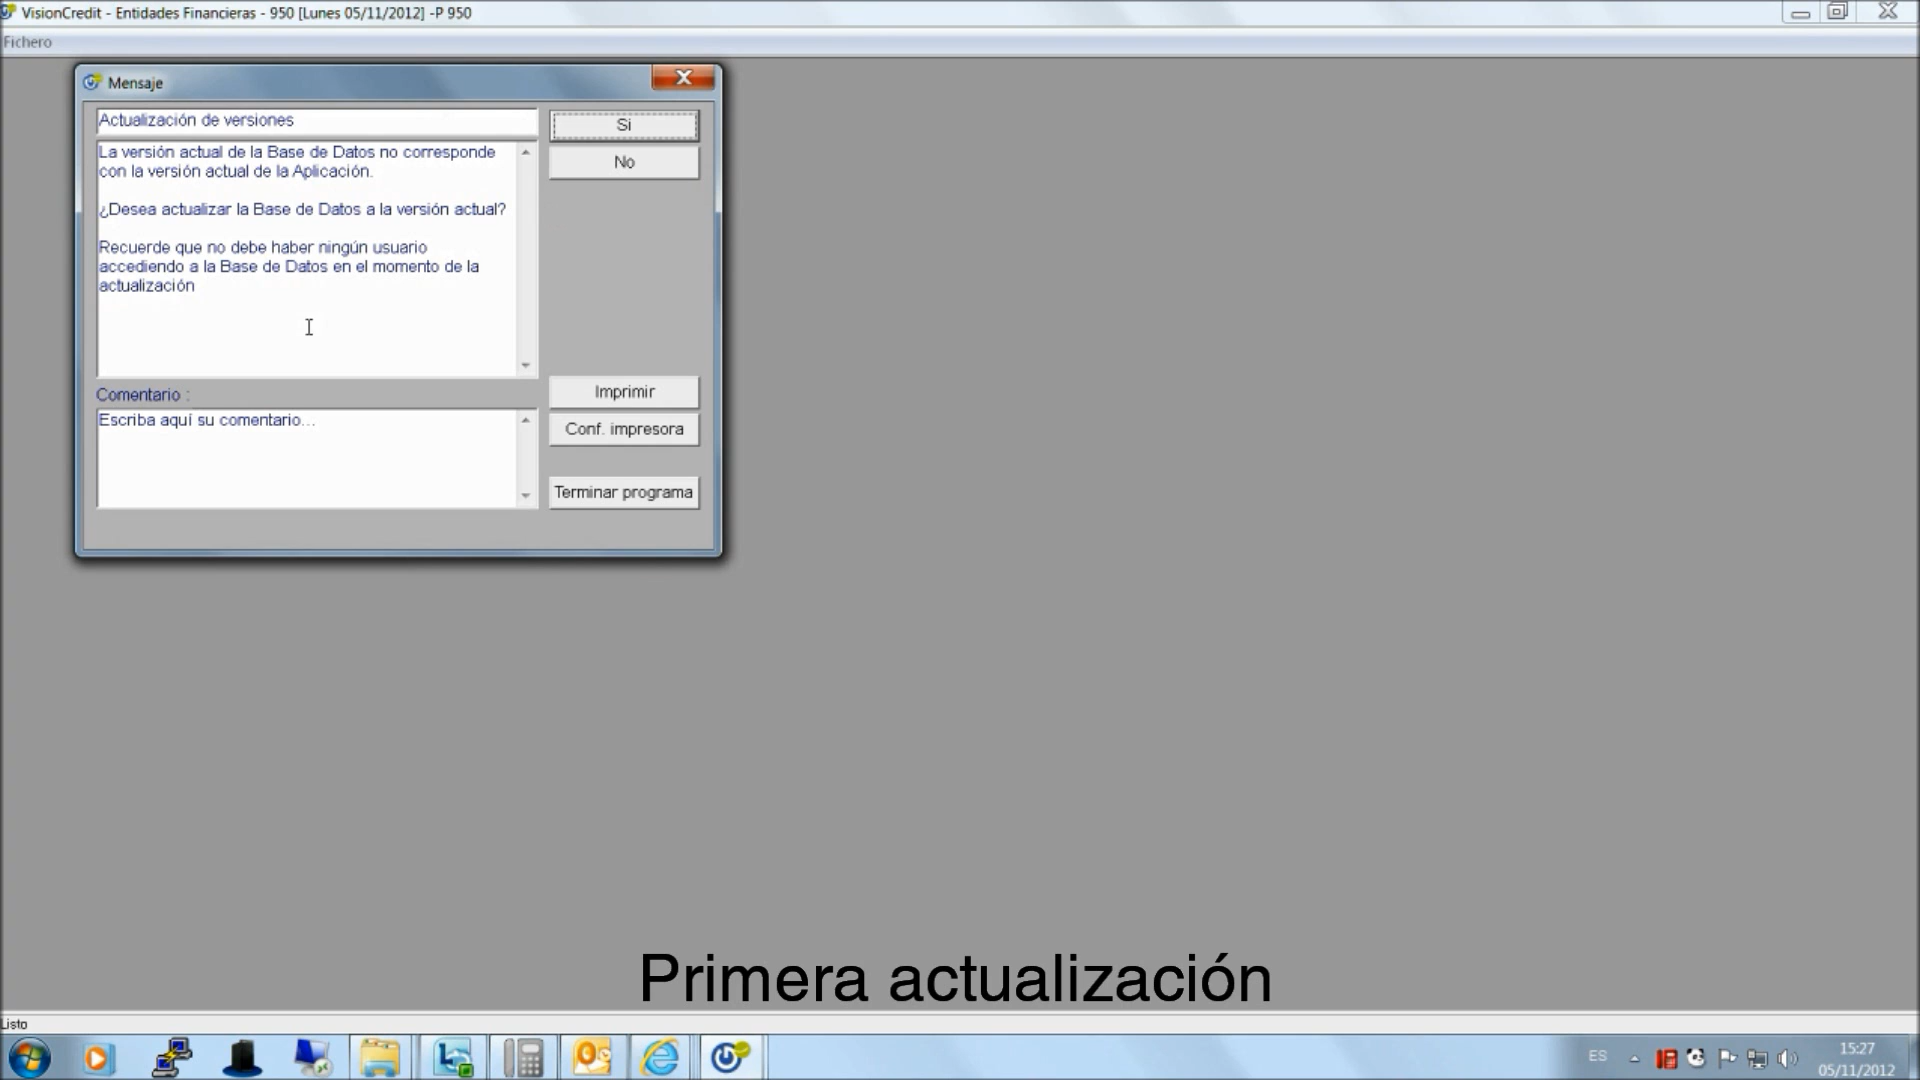 VisionCredit - Entidades Financieras - 950 [Lunes 05/11/2012] -P 950
Fichero
Mensaje
Actualización de versiones
Si
La versión actual de la Base de Datos no corresponde
con la versión actual de la Aplicación.
No
¿Desea actualizar la Base de Datos a la versión actual?
Recuerde que no debe haber ningún usuario
accediendo a la Base de Datos en el momento de la
actualización
Imprimir
Comentario :
Escriba aquí su comentario...
Conf. impresora
Terminar programa
Primera actualización
Listo
ES
15:27
05/11/2012